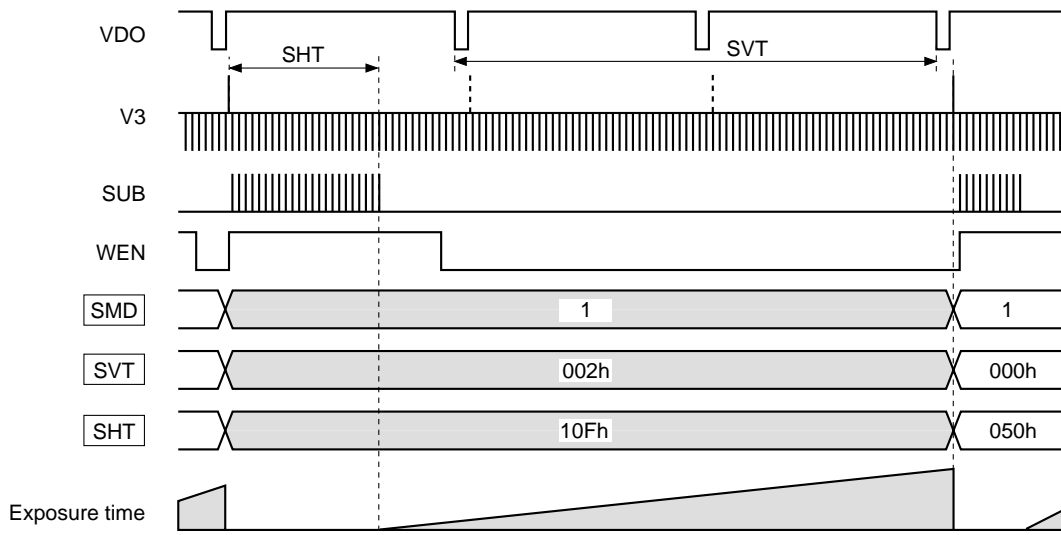 VDO
SHT
SVT
V3
SUB
WEN
SMD 1 1
SVT 002h 000h
SHT 10Fh 050h
Exposure time